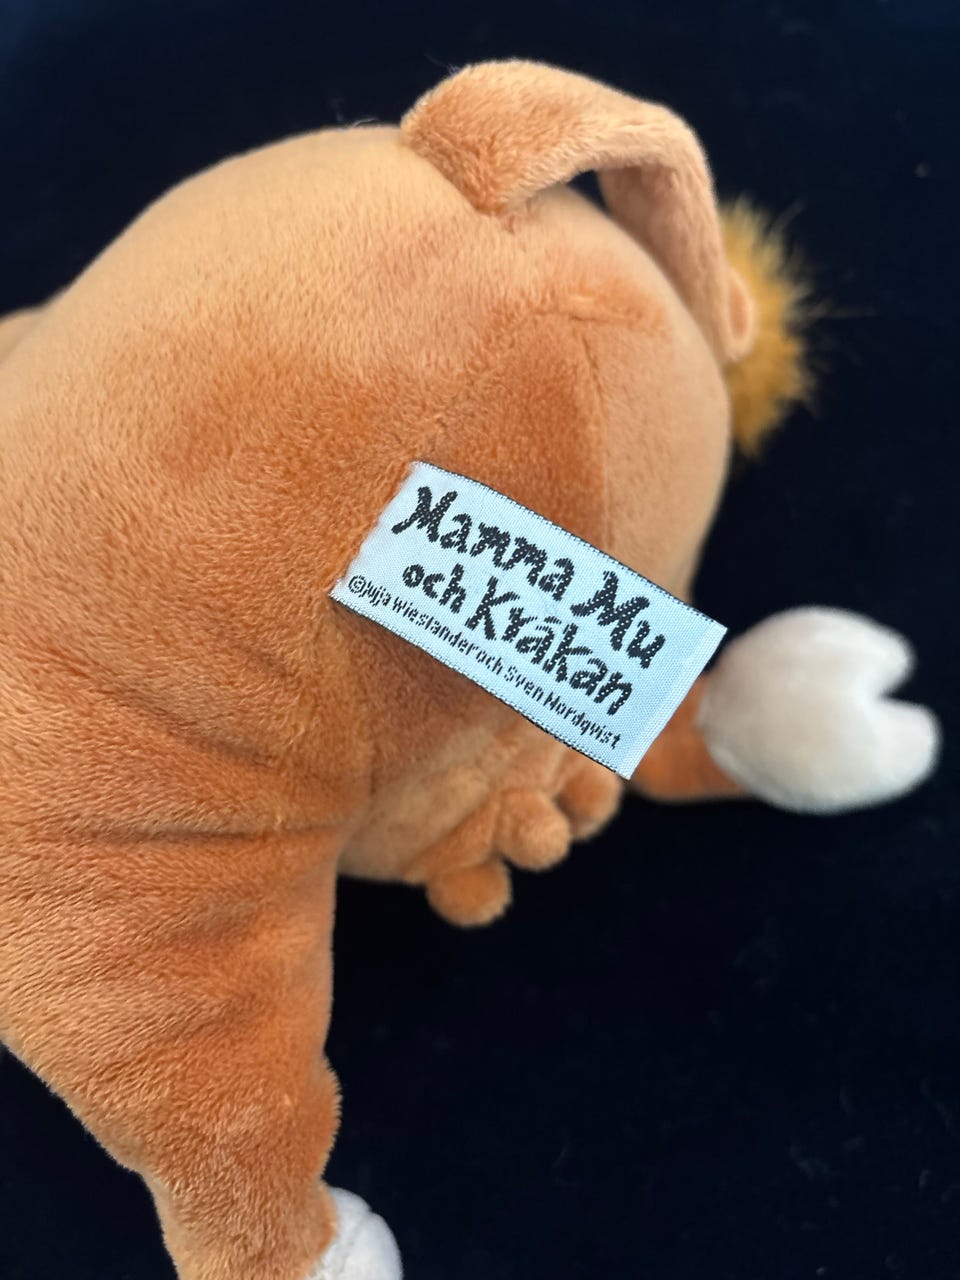 Mamma Mu
och Kråkan
©Jujja Wieslander och Sven Nordqvist